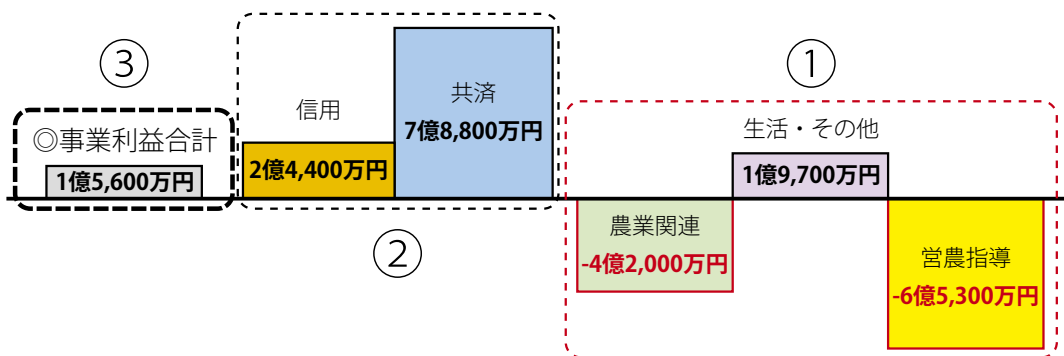 ③
◎事業利益合計
1億5,600万円
信用
2億4,400万円
共済
7億8,800万円
②
①
生活・その他
1億9,700万円
農業関連
-4億2,000万円
営農指導
-6億5,300万円